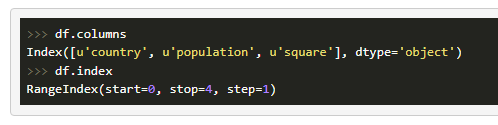 >>> df.columns
Index([u'country', u'population', u'square'], dtype='object')
>>> df.index
RangeIndex(start=0, stop=4, step=1)